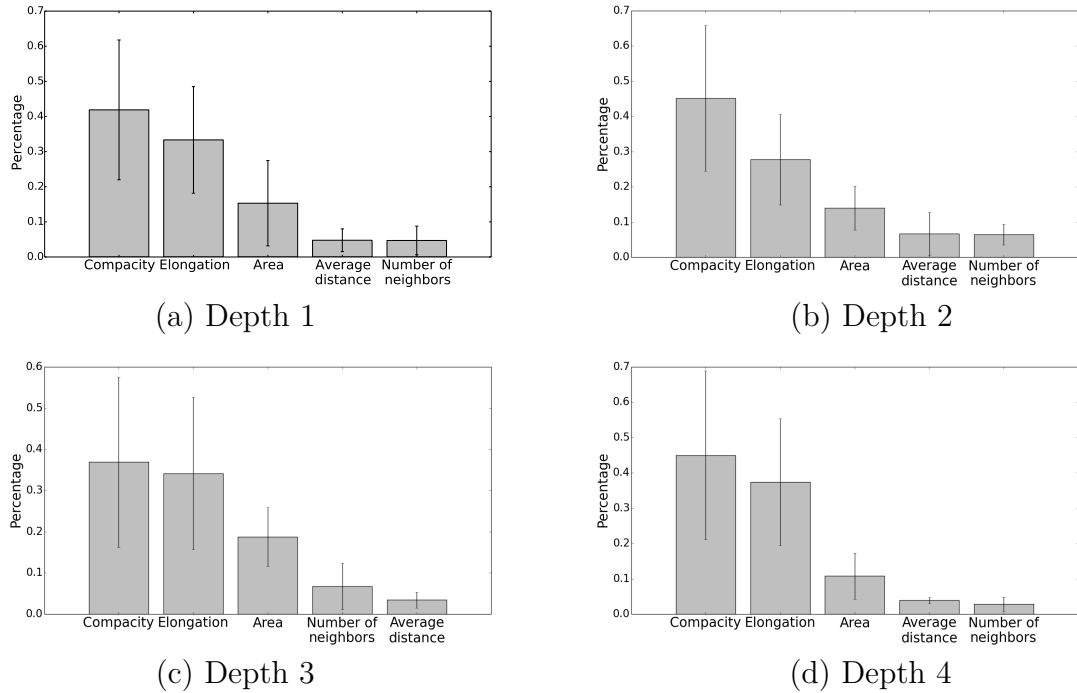 0.7
0.6
0.5
0.4
0.3
0.2
0.1
0.0
Percentage
Compacity Elongation Area Average distance Number of neighbors
(a) Depth 1
0.7
0.6
0.5
0.4
0.3
0.2
0.1
0.0
Percentage
Compacity Elongation Area Average distance Number of neighbors
(b) Depth 2
0.6
0.5
0.4
0.3
0.2
0.1
0.0
Percentage
Compacity Elongation Area Number of neighbors Average distance
(c) Depth 3
0.7
0.6
0.5
0.4
0.3
0.2
0.1
0.0
Percentage
Compacity Elongation Area Average distance Number of neighbors
(d) Depth 4